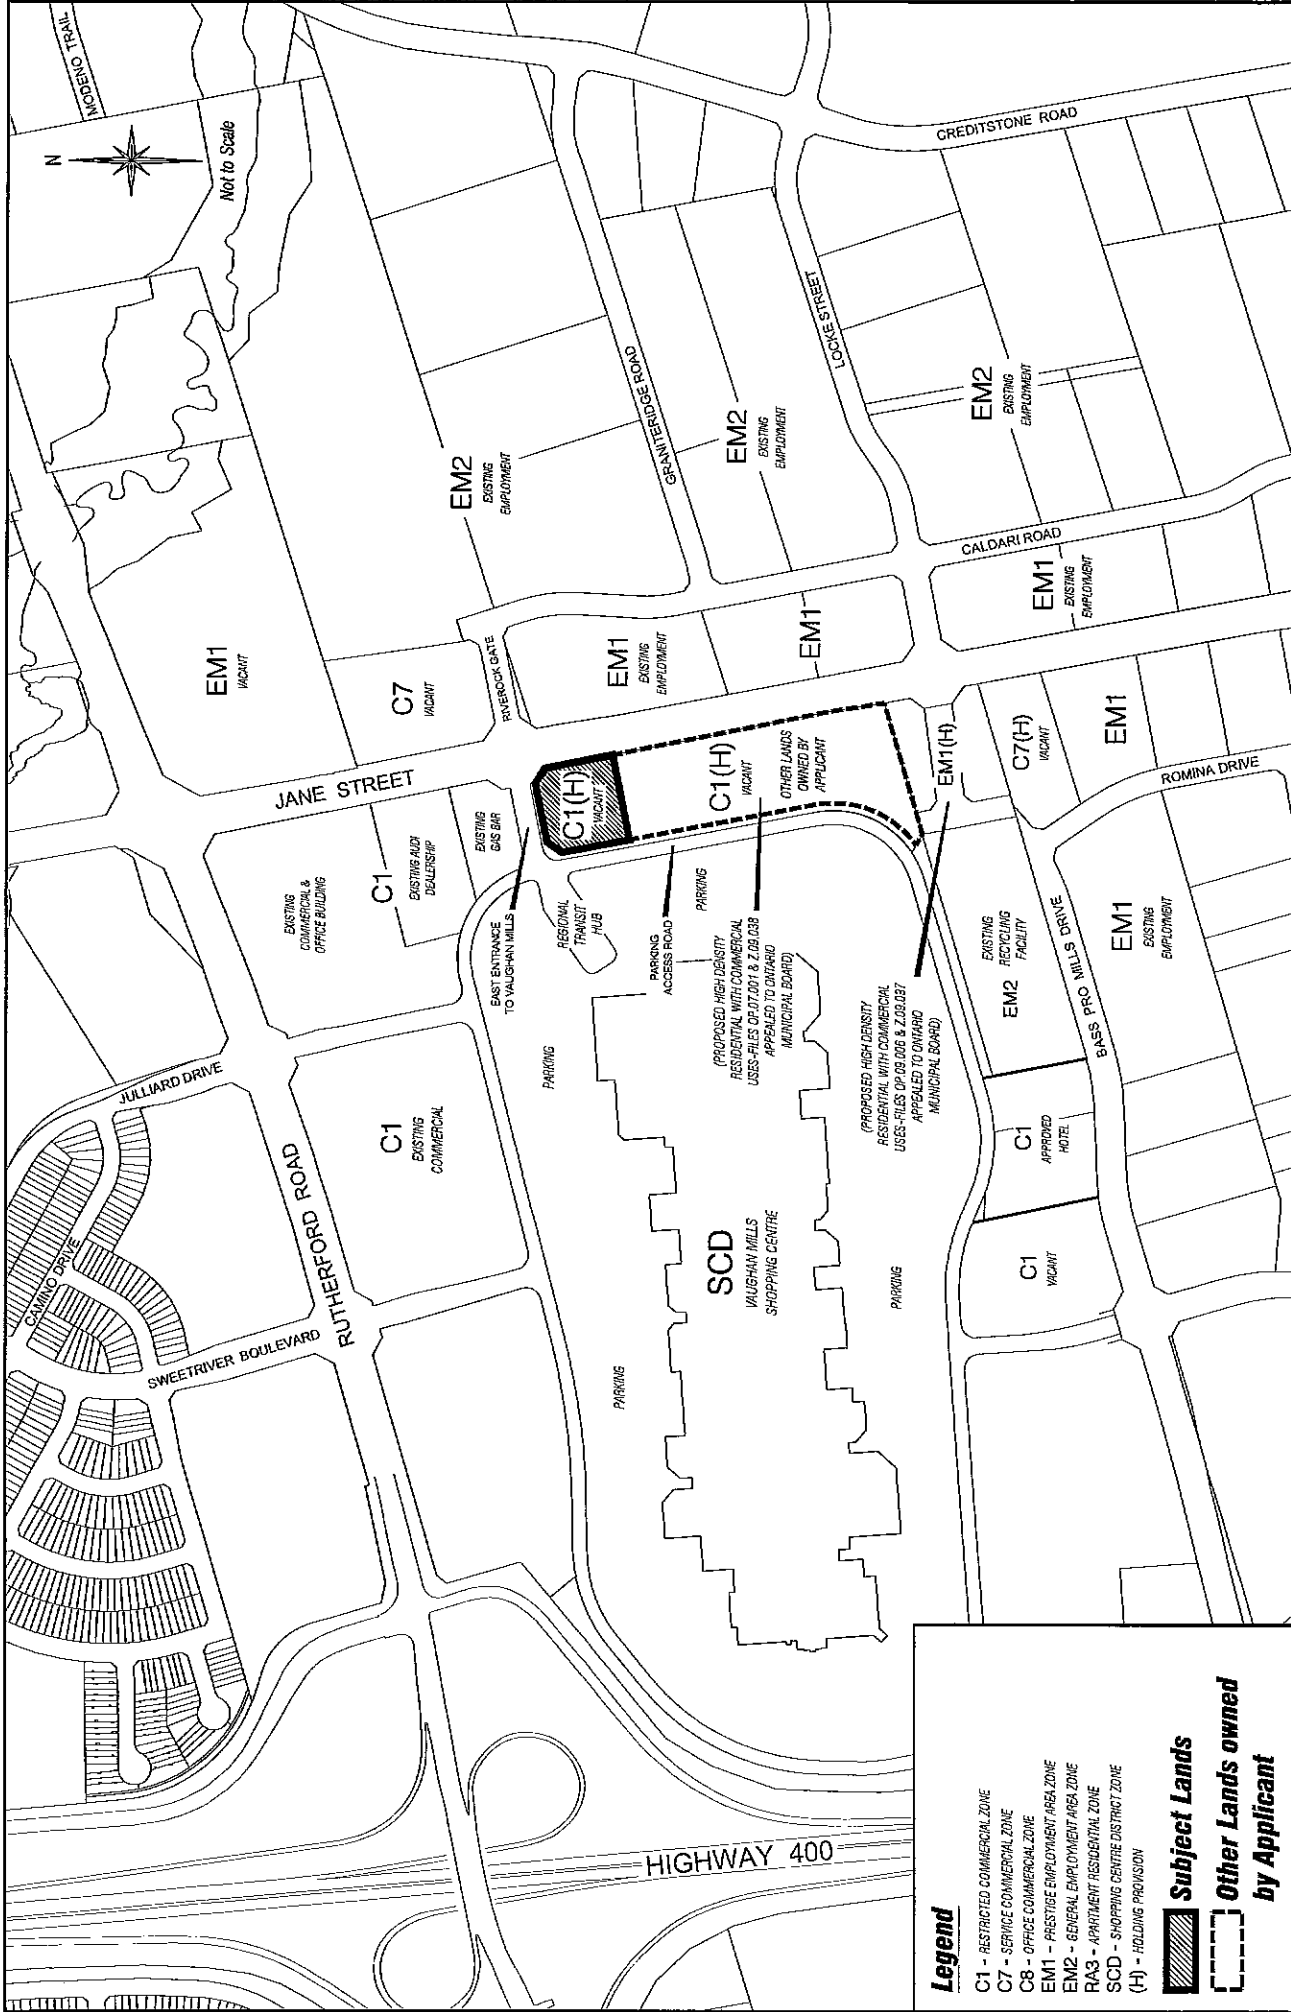 MODENO TRAIL
N
Not to Scale
CREDITSTONE ROAD
LOCKE STREET
GRANITERIDGE ROAD
EM2
EXISTING
EMPLOYMENT
EM2
EXISTING
EMPLOYMENT
EM2
EXISTING
EMPLOYMENT
CALDARI ROAD
EM1
EXISTING
EMPLOYMENT
EM1
VACANT
C7
VACANT
RIVEROCK GATE
EM1
EXISTING
EMPLOYMENT
EM1
JANE STREET
C1(H)
VACANT
C1(H)
VACANT
OTHER LANDS
OWNED BY
APPLICANT
EM1(H)
C7(H)
VACANT
EM1
ROMINA DRIVE
EXISTING
COMMERCIAL &
OFFICE BUILDING
C1
EXISTING AUDI
DEALERSHIP
EXISTING
GAS BAR
EAST ENTRANCE
TO VAUGHAN MILLS
REGIONAL
TRANSIT
HUB
PARKING
ACCESS ROAD
PARKING
(PROPOSED HIGH DENSITY
RESIDENTIAL WITH COMMERCIAL
USES-FILES OP.07.001 & Z.09.038
APPEALED TO ONTARIO
MUNICIPAL BOARD)
(PROPOSED HIGH DENSITY
RESIDENTIAL WITH COMMERCIAL
USES-FILES OP.09.006 & Z.09.037
APPEALED TO ONTARIO
MUNICIPAL BOARD)
EXISTING
RECYCLING
FACILITY
EM2
BASS PRO MILLS DRIVE
EM1
EXISTING
EMPLOYMENT
JULLIARD DRIVE
RUTHERFORD ROAD
C1
EXISTING
COMMERCIAL
PARKING
C1
APPROVED
HOTEL
C1
VACANT
CAMINO DRIVE
SWEETRIVER BOULEVARD
SCD
VAUGHAN MILLS
SHOPPING CENTRE
PARKING
PARKING
HIGHWAY 400
Legend
C1 - RESTRICTED COMMERCIAL ZONE
C7 - SERVICE COMMERCIAL ZONE
C8 - OFFICE COMMERCIAL ZONE
EM1 - PRESTIGE EMPLOYMENT AREA ZONE
EM2 - GENERAL EMPLOYMENT AREA ZONE
RA3 - APARTMENT RESIDENTIAL ZONE
SCD - SHOPPING CENTRE DISTRICT ZONE
(H) - HOLDING PROVISION
Subject Lands
Other Lands owned
by Applicant